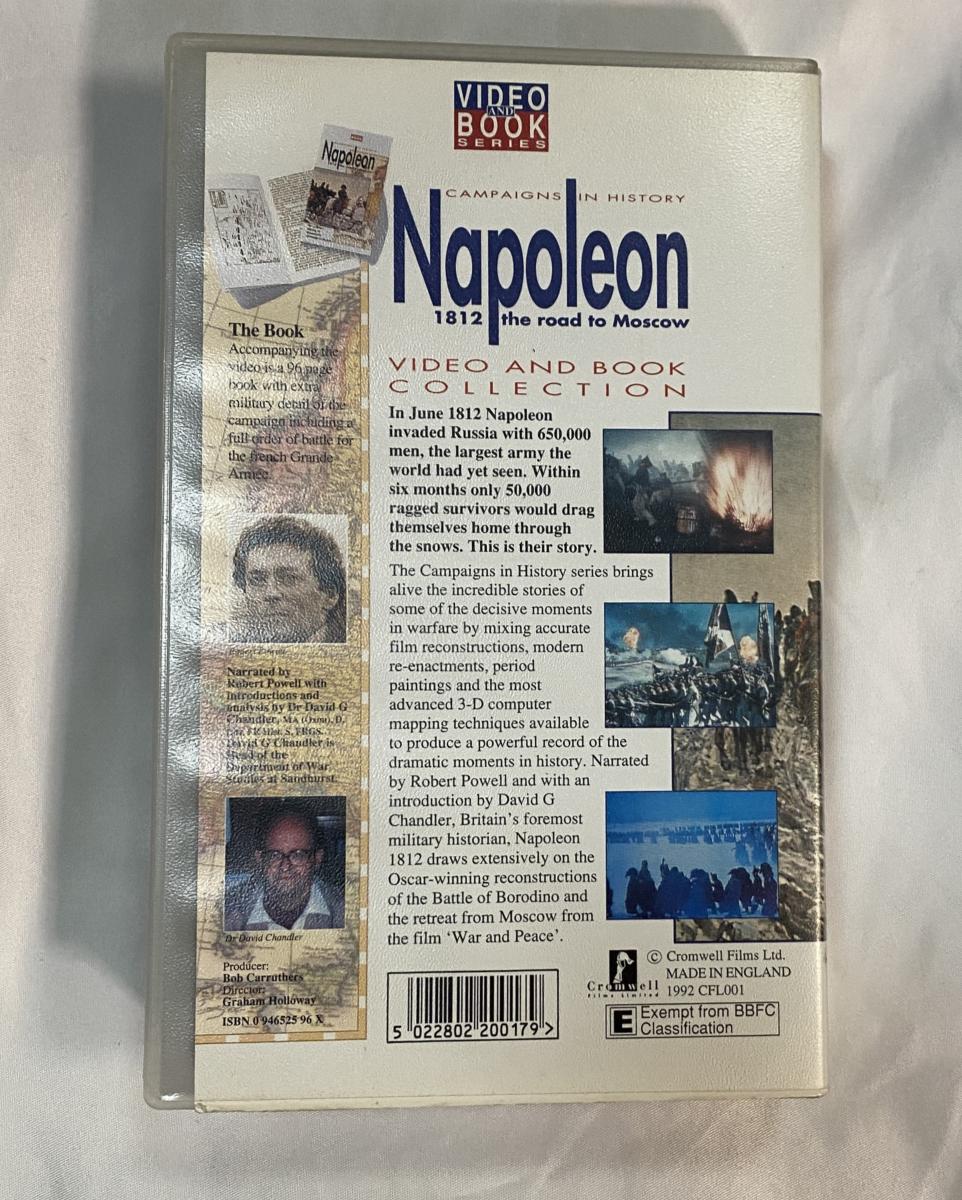 VIDEO
AND
BOOK
SERIES
Napoleon
CAMPAIGNS IN HISTORY
Napoleon
1812 the road to Moscow
VIDEO AND BOOK
COLLECTION
The Book
Accompanying the
video is a 96 page
book with extra
military detail of the
campaign including a
full order of battle for
the french Grande
Armée.
Narrated by
Robert Powell with
introductions and
analysis by Dr David G
Chandler, MA (Oxon), D.
David G Chandler is
Head of the
Department of War
Studies at Sandhurst.
Dr David Chandler
Producer:
Bob Carruthers
Director:
Graham Holloway
ISBN 0 946525 96 X
In June 1812 Napoleon
invaded Russia with 650,000
men, the largest army the
world had yet seen. Within
six months only 50,000
ragged survivors would drag
themselves home through
the snows. This is their story.
The Campaigns in History series brings
alive the incredible stories of
some of the decisive moments
in warfare by mixing accurate
film reconstructions, modern
re-enactments, period
paintings and the most
advanced 3-D computer
mapping techniques available
to produce a powerful record of the
dramatic moments in history. Narrated
by Robert Powell and with an
introduction by David G
Chandler, Britain's foremost
military historian, Napoleon
1812 draws extensively on the
Oscar-winning reconstructions
of the Battle of Borodino and
the retreat from Moscow from
the film 'War and Peace'.
5 022802 200179 >
Cromwell
Films Limited
© Cromwell Films Ltd.
MADE IN ENGLAND
1992 CFL001
E Exempt from BBFC
Classification